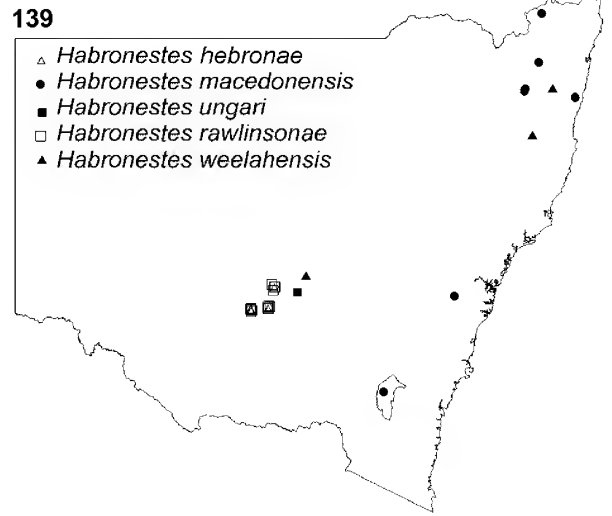 139
Habronestes hebronae
Habronestes macedonensis
Habronestes ungari
Habronestes rawlinsonae
Habronestes weelahensis